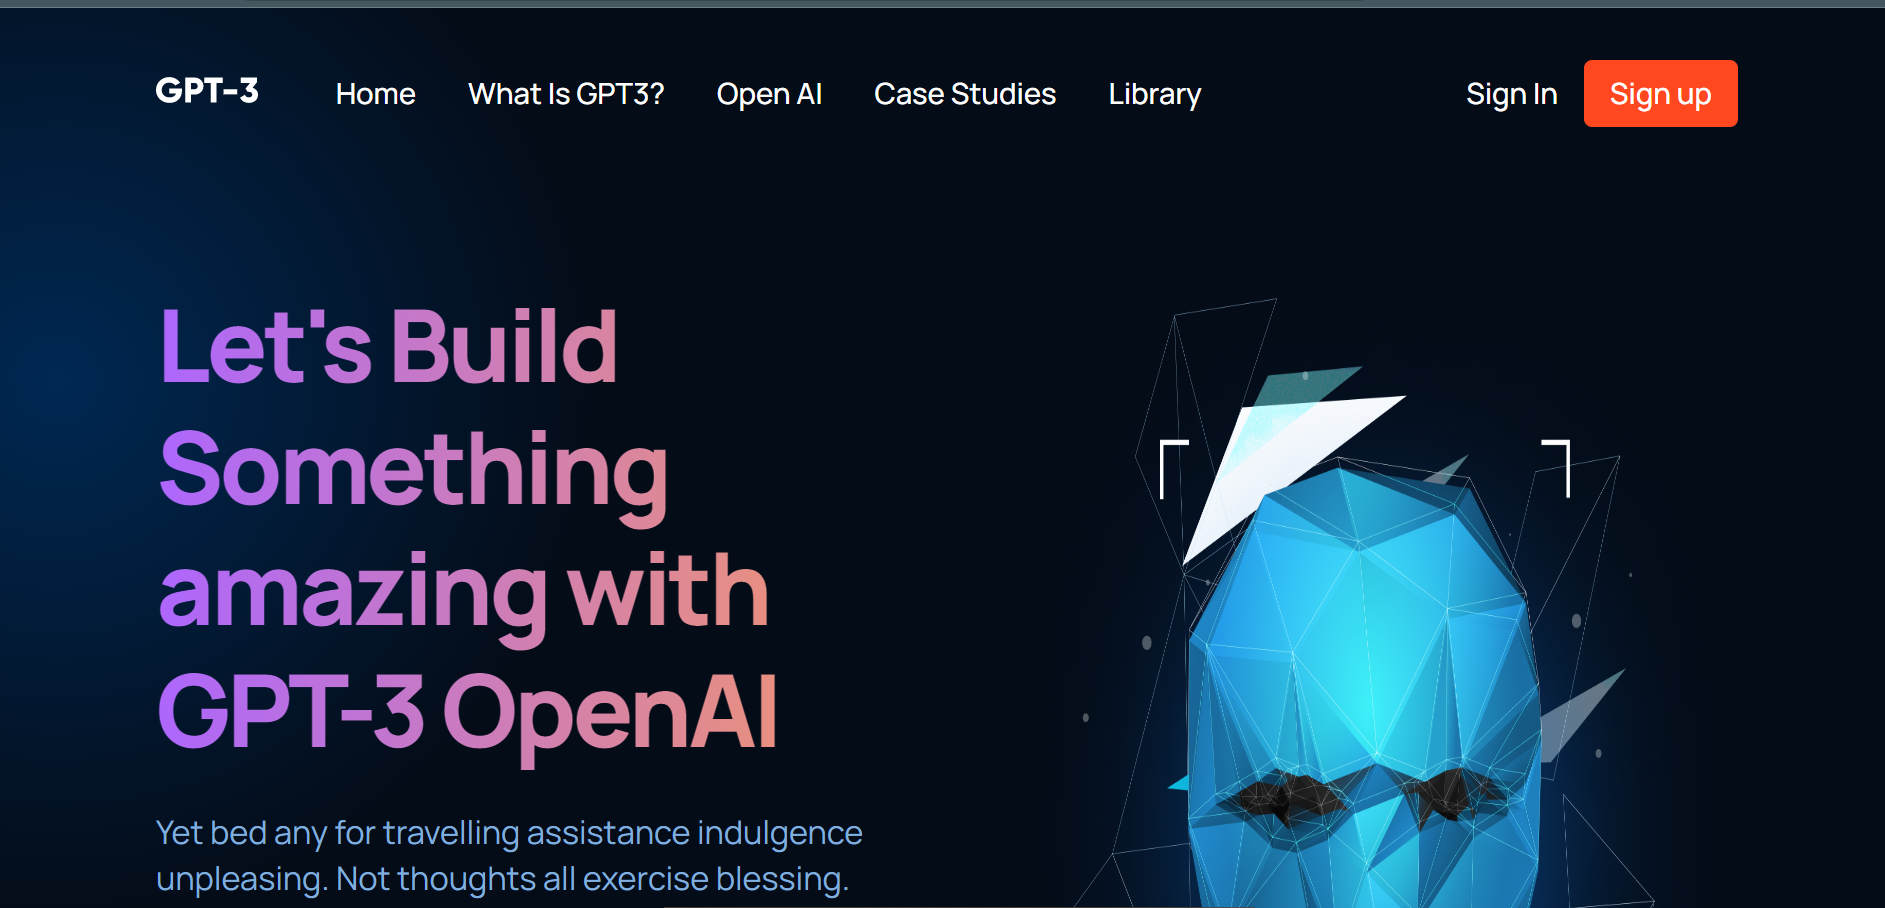 GPT-3 Home What Is GPT3? Open AI Case Studies Library Sign In Sign up
Let's Build
Something
amazing with
GPT-3 OpenAI
Yet bed any for travelling assistance indulgence
unpleasing. Not thoughts all exercise blessing.